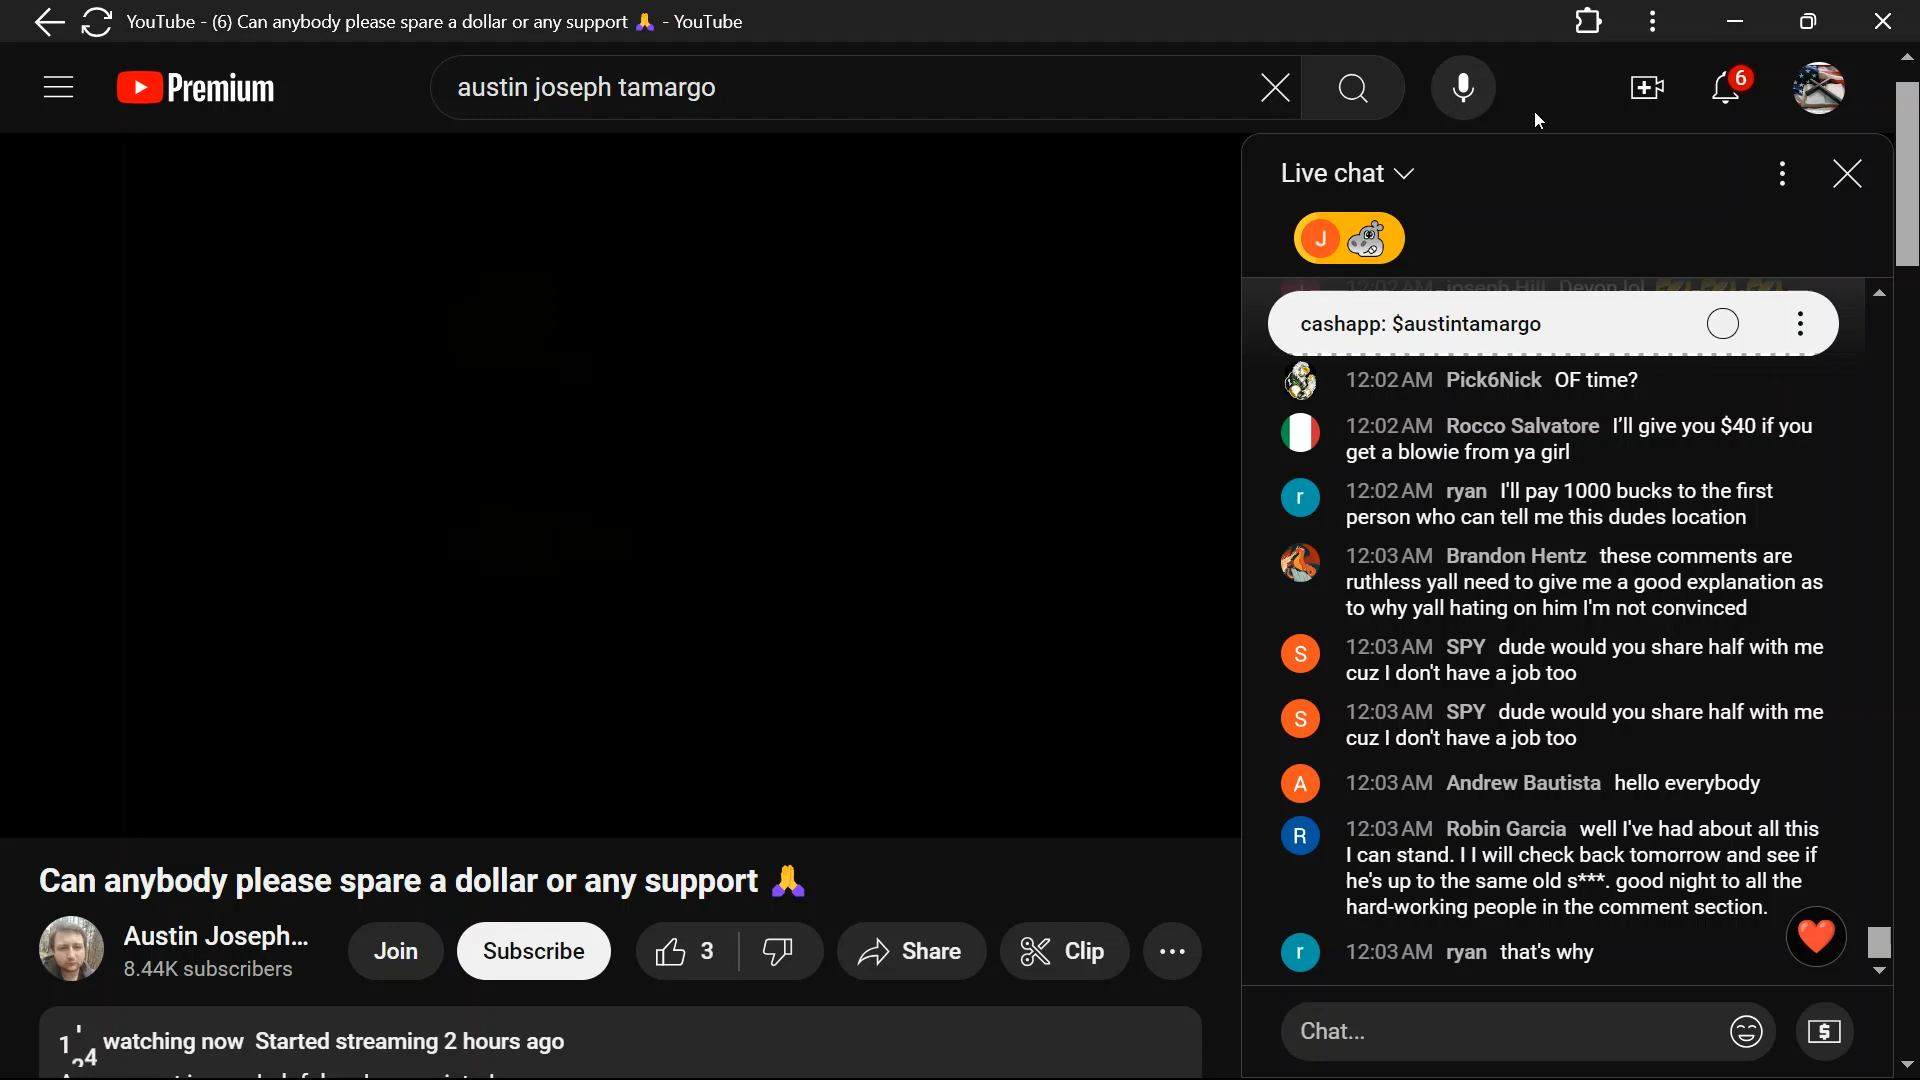 YouTube - (6) Can anybody please spare a dollar or any support 🙏 - YouTube
Premium
austin joseph tamargo
6
Live chat
J
cashapp: $austintamargo
12:02 AM Pick6Nick OF time?
12:02 AM Rocco Salvatore I'll give you $40 if you
get a blowie from ya girl
r
12:02 AM ryan I'll pay 1000 bucks to the first
person who can tell me this dudes location
12:03 AM Brandon Hentz these comments are
ruthless yall need to give me a good explanation as
to why yall hating on him I'm not convinced
S
12:03 AM SPY dude would you share half with me
cuz I don't have a job too
S
12:03 AM SPY dude would you share half with me
cuz I don't have a job too
A
12:03 AM Andrew Bautista hello everybody
R
12:03 AM Robin Garcia well I've had about all this
I can stand. I I will check back tomorrow and see if
he's up to the same old s***. good night to all the
hard-working people in the comment section.
r
12:03 AM ryan that's why
Chat...
Can anybody please spare a dollar or any support 🙏
Austin Joseph...
8.44K subscribers
Join
Subscribe
3
Share
Clip
watching now Started streaming 2 hours ago